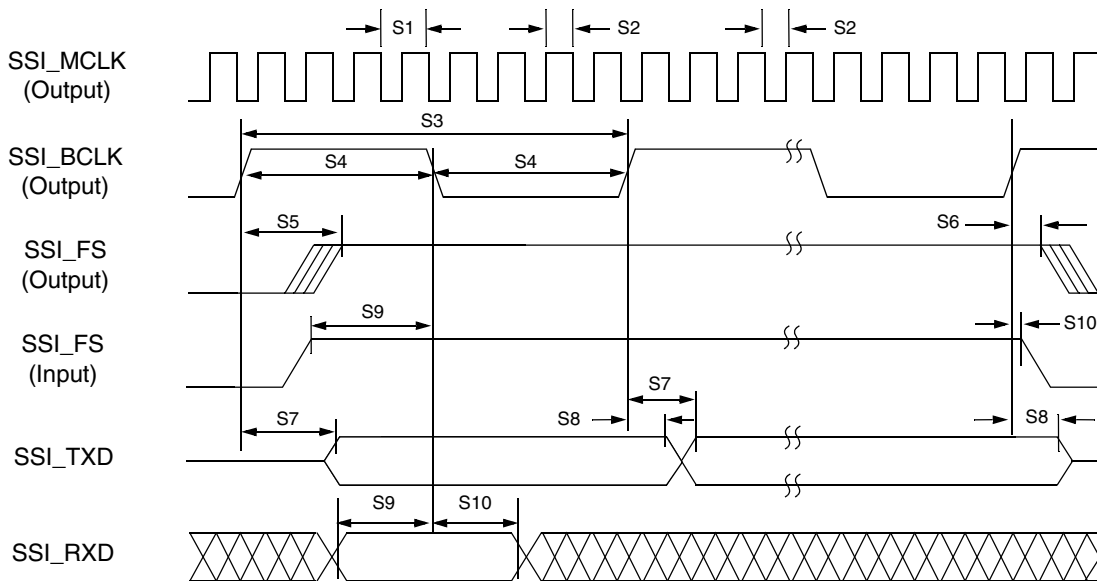 S1
S2
S2
SSI_MCLK
(Output)
S3
SSI_BCLK
(Output)
S4
S4
S5
S6
SSI_FS
(Output)
S9
S10
SSI_FS
(Input)
S7
S8
S7
S8
SSI_TXD
S9
S10
SSI_RXD